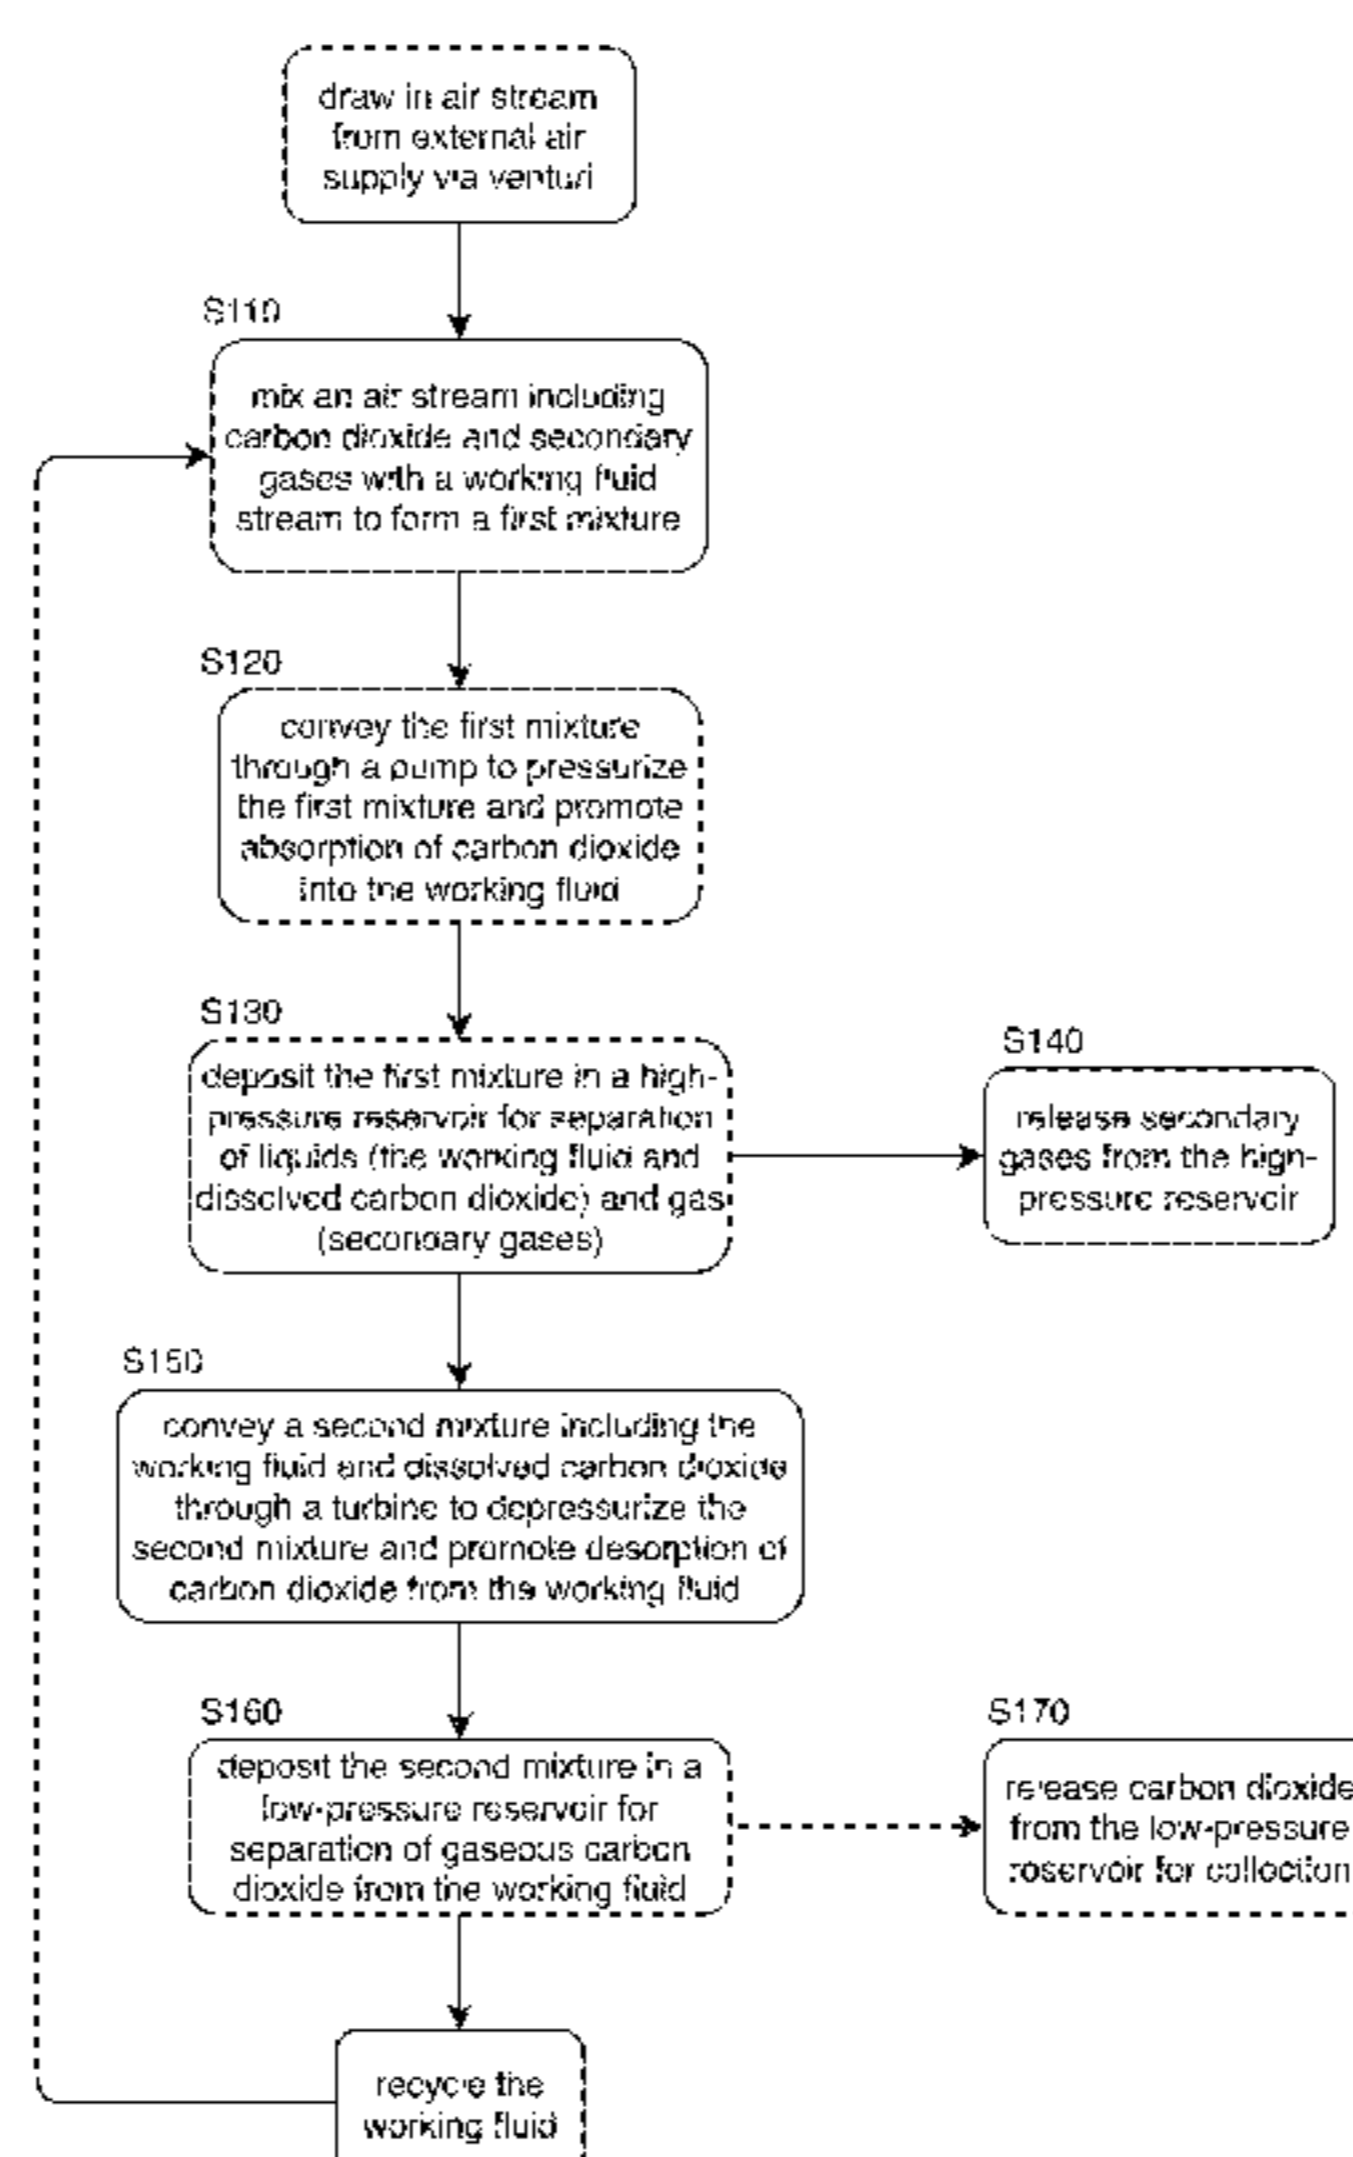 draw in air stream
from external air
supply via venturi
S110
mix an air stream including
carbon dioxide and secondary
gases with a working fluid
stream to form a first mixture
S120
convey the first mixture
through a pump to pressurize
the first mixture and promote
absorption of carbon dioxide
into the working fluid
S130
deposit the first mixture in a high-
pressure reservoir for separation
of liquids (the working fluid and
dissolved carbon dioxide) and gas
(secondary gases)
S140
release secondary
gases from the high-
pressure reservoir
S150
convey a second mixture including the
working fluid and dissolved carbon dioxide
through a turbine to depressurize the
second mixture and promote desorption of
carbon dioxide from the working fluid
S160
deposit the second mixture in a
low-pressure reservoir for
separation of gaseous carbon
dioxide from the working fluid
S170
release carbon dioxide
from the low-pressure
reservoir for collection
recycle the
working fluid